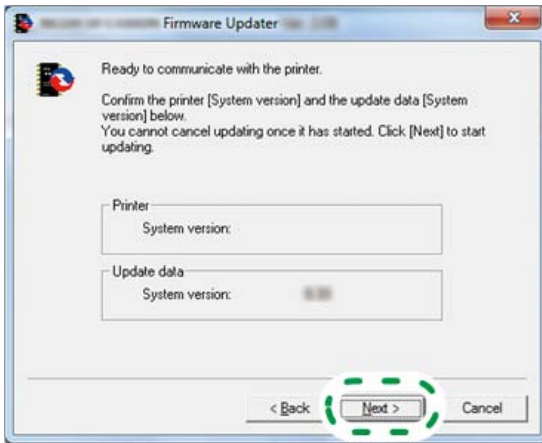 Firmware Updater
Ready to communicate with the printer.
Confirm the printer [System version] and the update data [System
version] below.
You cannot cancel updating once it has started. Click [Next] to start
updating.
Printer
System version:
Update data
System version:
< Back
Next >
Cancel